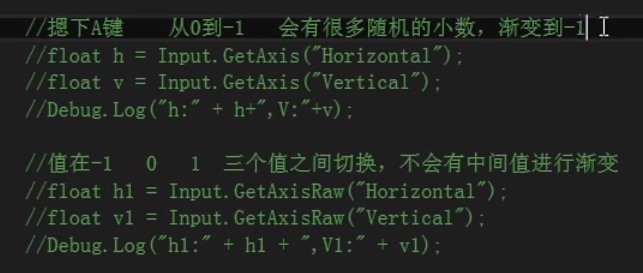 //摁下A键 从0到-1 会有很多随机的小数，渐变到-1
//float h = Input.GetAxis("Horizontal");
//float v = Input.GetAxis("Vertical");
//Debug.Log("h:" + h+",V:"+v);
//值在-1 0 1 三个值之间切换，不会有中间值进行渐变
//float h1 = Input.GetAxisRaw("Horizontal");
//float v1 = Input.GetAxisRaw("Vertical");
//Debug.Log("h1:" + h1 + ",V1:" + v1);